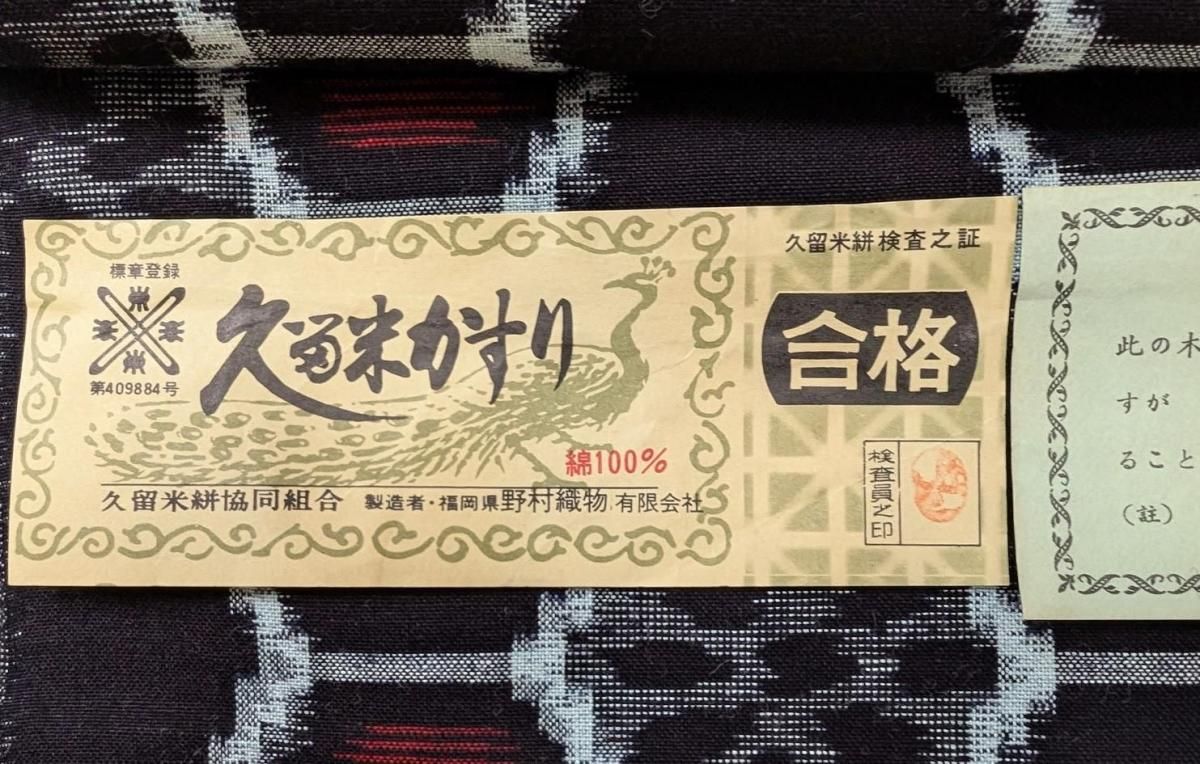 標章登録
第409884号
久留米かすり
綿100%
久留米絣協同組合 製造者・福岡県野村織物有限会社
久留米絣検査之証
合格
検査員之印
此の木
すが
ること
(註)